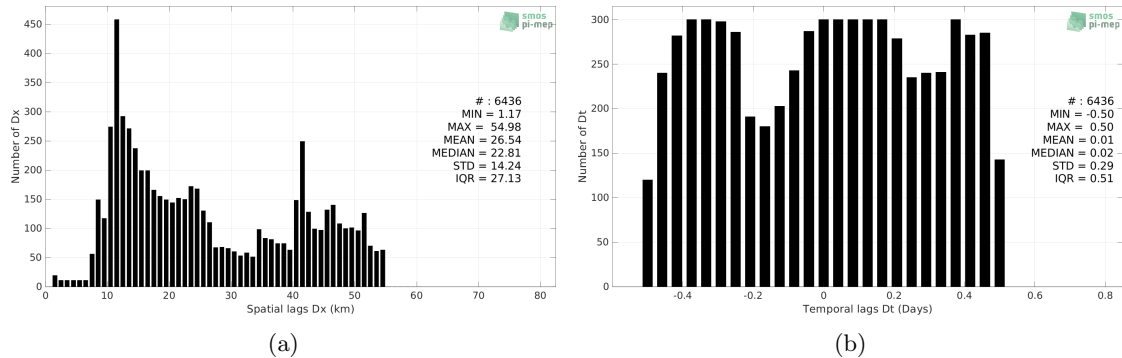 450
400
350
300
250
200
150
100
50
0
Number of Dx
0 10 20 30 40 50 60 70 80
Spatial lags Dx (km)
smos
pi-mep
# : 6436
MIN = 1.17
MAX = 54.98
MEAN = 26.54
MEDIAN = 22.81
STD = 14.24
IQR = 27.13
(a)
300
250
200
150
100
50
0
Number of Dt
-0.4 -0.2 0 0.2 0.4 0.6 0.8
Temporal lags Dt (Days)
smos
pi-mep
# : 6436
MIN = -0.50
MAX = 0.50
MEAN = 0.01
MEDIAN = 0.02
STD = 0.29
IQR = 0.51
(b)